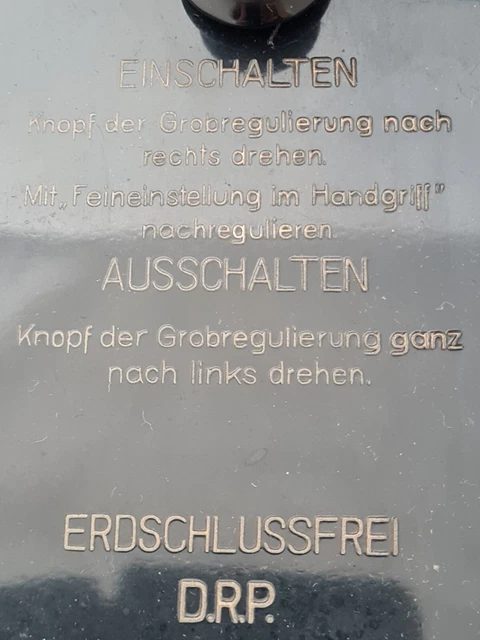 EINSCHALTEN
Knopf der Grobregulierung nach
rechts drehen.
Mit „Feineinstellung im Handgriff"
nachregulieren.
AUSSCHALTEN
Knopf der Grobregulierung ganz
nach links drehen.
ERDSCHLUSSFREI
D.R.P.